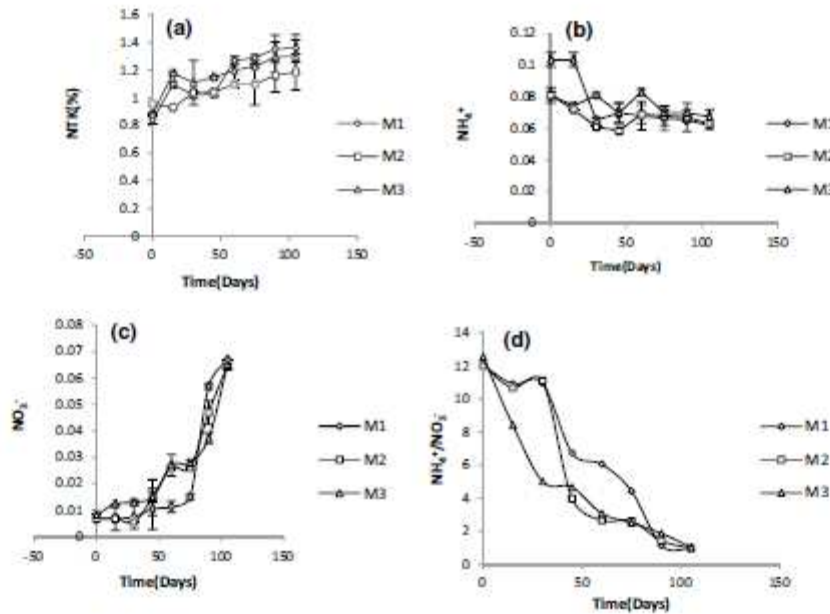 (a)
NTK(%)
1.6
1.4
1.2
1
0.8
0.6
0.4
0.2
0
-50
0
50
100
150
Time(Days)
M1
M2
M3
(b)
NH₄⁺
0.12
0.1
0.08
0.06
0.04
0.02
0
-50
0
50
100
150
Time(Days)
M1
M2
M3
(c)
NO₃⁻
0.08
0.07
0.06
0.05
0.04
0.03
0.02
0.01
0
-50
0
50
100
150
Time(Days)
M1
M2
M3
(d)
NH₄⁺/NO₃⁻
14
12
10
8
6
4
2
0
0
50
100
150
Time(Days)
M1
M2
M3